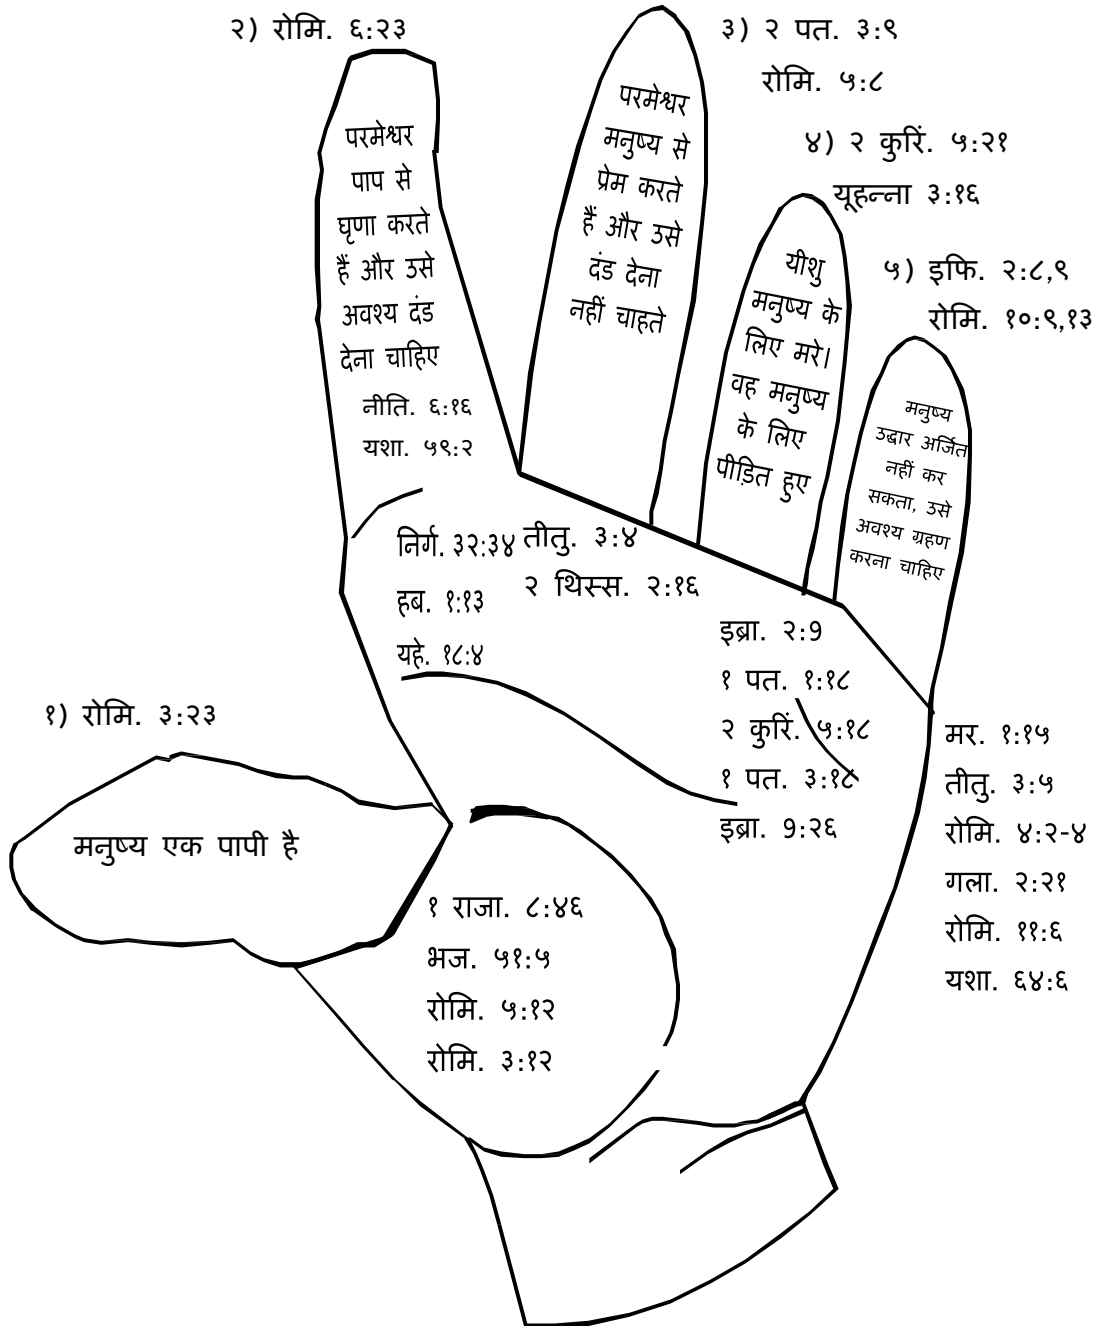 २) रोमि. ६:२३
परमेश्वर
पाप से
घृणा करते
हैं और उसे
अवश्य दंड
देना चाहिए
नीति. ६:१६
यशा. ५९:२
३) २ पत. ३:९
रोमि. ५:८
परमेश्वर
मनुष्य से
प्रेम करते
हैं और उसे
दंड देना
नहीं चाहते
४) २ कुरिं. ५:२१
यूहन्ना ३:१६
यीशु
मनुष्य के
लिए मरे।
वह मनुष्य
के लिए
पीड़ित हुए
५) इफि. २:८,९
रोमि. १०:९,१३
मनुष्य
उद्धार अर्जित
नहीं कर
सकता, उसे
अवश्य ग्रहण
करना चाहिए
निर्ग. ३२:३४
हब. १:१३
यहे. १८:४
तीतु. ३:४
२ थिस्स. २:१६
इब्रा. २:9
१ पत. १:१८
२ कुरिं. ५:१८
१ पत. ३:१८
इब्रा. 9:२६
मर. १:१५
तीतु. ३:५
रोमि. ४:२-४
गला. २:२१
रोमि. ११:६
यशा. ६४:६
१) रोमि. ३:२३
मनुष्य एक पापी है
१ राजा. ८:४६
भज. ५१:५
रोमि. ५:१२
रोमि. ३:१२